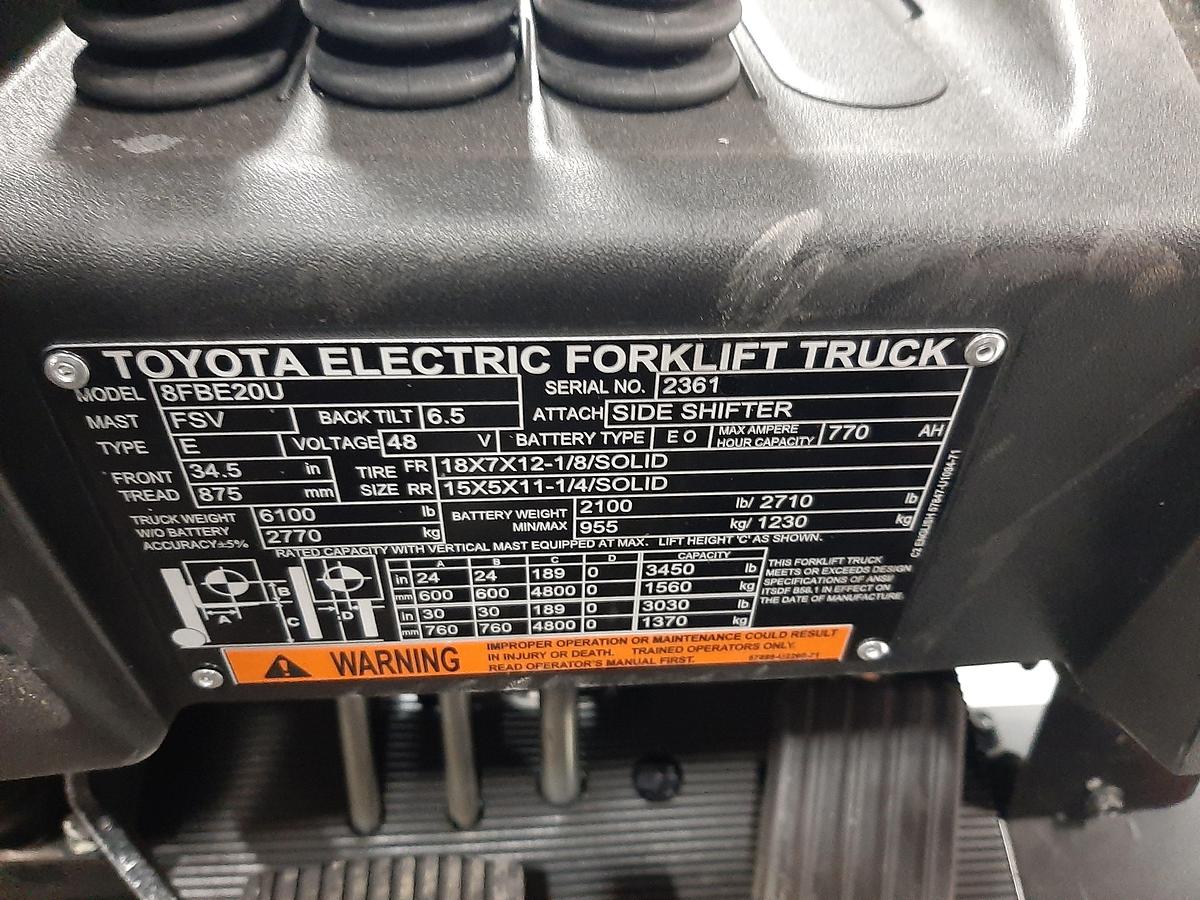 TOYOTA ELECTRIC FORKLIFT TRUCK
MODEL 8FBE20U SERIAL NO. 2361
MAST FSV BACK TILT 6.5 ATTACH SIDE SHIFTER
TYPE E VOLTAGE 48 V BATTERY TYPE E O MAX AMPERE HOUR CAPACITY 770 AH
FRONT TREAD 34.5 in TIRE SIZE FR 18X7X12-1/8/SOLID
875 mm RR 15X5X11-1/4/SOLID
TRUCK WEIGHT W/O BATTERY ACCURACY±5% 6100 lb BATTERY WEIGHT MIN/MAX 2100 lb/ 2710 lb
2770 kg 955 kg/ 1230 kg
RATED CAPACITY WITH VERTICAL MAST EQUIPPED AT MAX. LIFT HEIGHT 'C' AS SHOWN.
A B C D CAPACITY
in 24 24 189 0 3450 lb
mm 600 600 4800 0 1560 kg
in 30 30 189 0 3030 lb
mm 760 760 4800 0 1370 kg
B
A
C
D
THIS FORKLIFT TRUCK
MEETS OR EXCEEDS DESIGN
SPECIFICATIONS OF ANSI/
ITSDF B56.1 IN EFFECT ON
THE DATE OF MANUFACTURE.
C2 ENGLISH 57847-U1094-71
WARNING
IMPROPER OPERATION OR MAINTENANCE COULD RESULT
IN INJURY OR DEATH. TRAINED OPERATORS ONLY.
READ OPERATOR'S MANUAL FIRST.